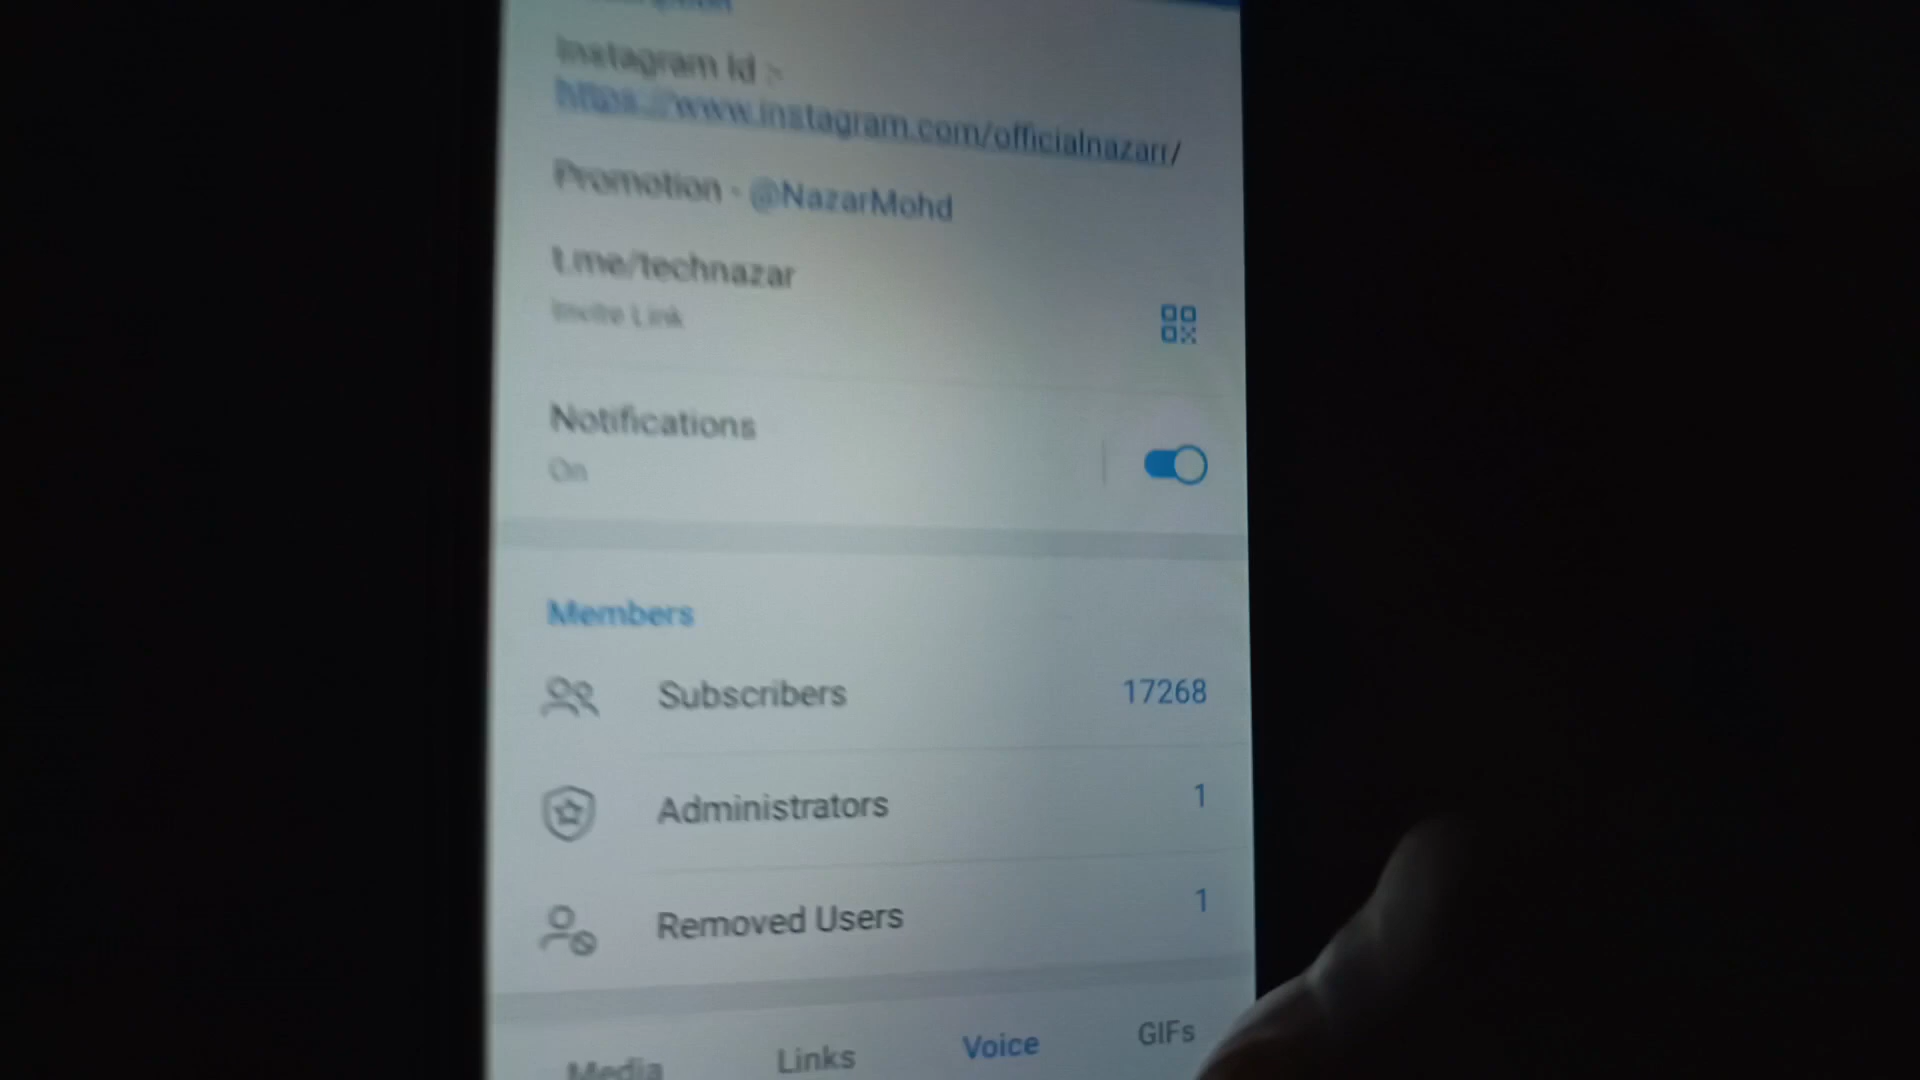 Instagram Id :-
https://www.instagram.com/officialnazarr/
Promotion - @NazarMohd
t.me/technazar
Invite Link
Notifications
On
Members
Subscribers 17268
Administrators 1
Removed Users 1
Media Links Voice GIFs